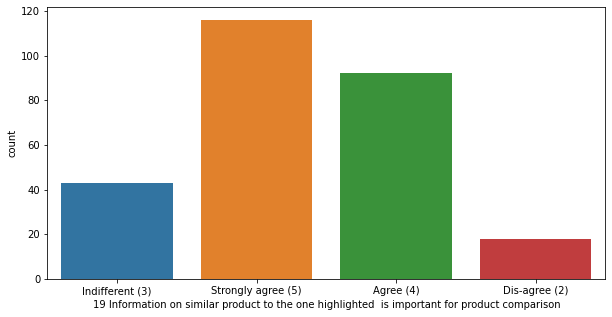 120
100
80
60
40
20
0
count
Indifferent (3) Strongly agree (5) Agree (4) Dis-agree (2)
19 Information on similar product to the one highlighted  is important for product comparison